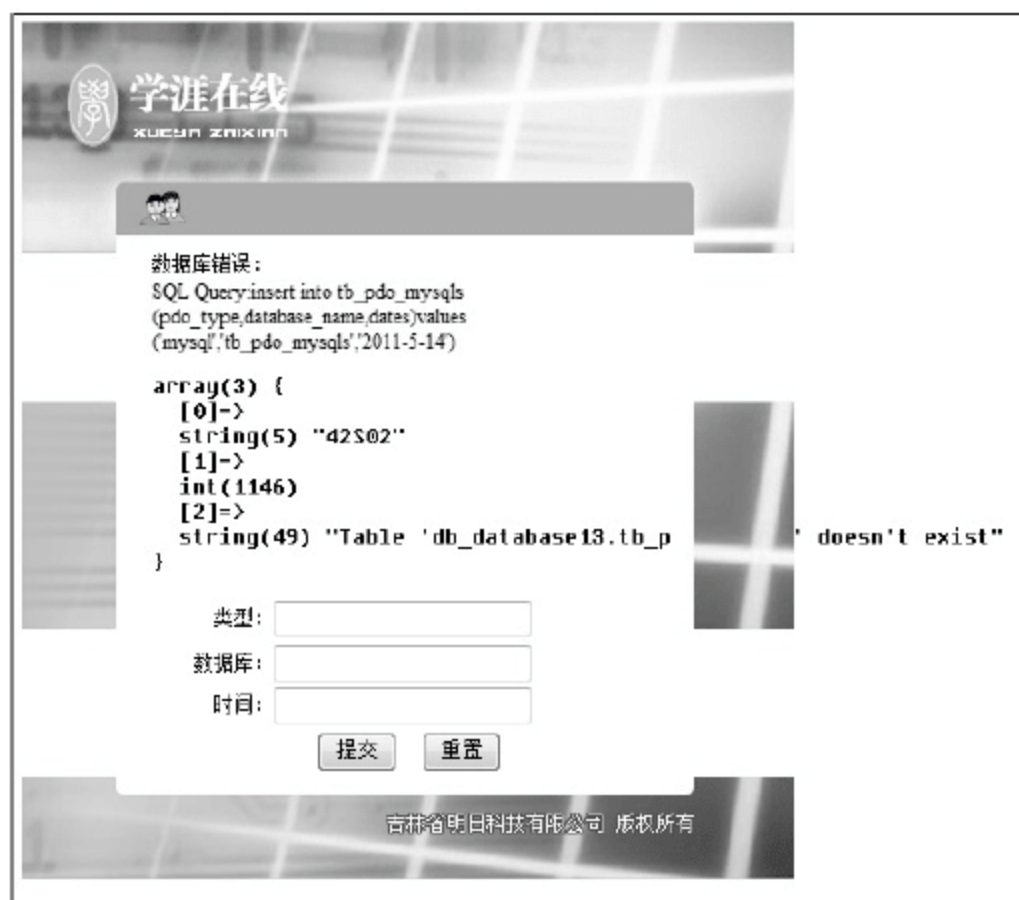 学涯在线
XUEYA ZAIXIAN
数据库错误：
SQL Query:insert into tb_pdo_mysqls
(pdo_type,database_name,dates)values
('mysql','tb_pdo_mysqls','2011-5-14')
array(3) {
[0]->
string(5) "42S02"
[1]->
int(1146)
[2]=>
string(49) "Table 'db_database13.tb_p ' doesn't exist"
}
类型：
数据库：
时间：
提交 重置
吉林省明日科技有限公司 版权所有